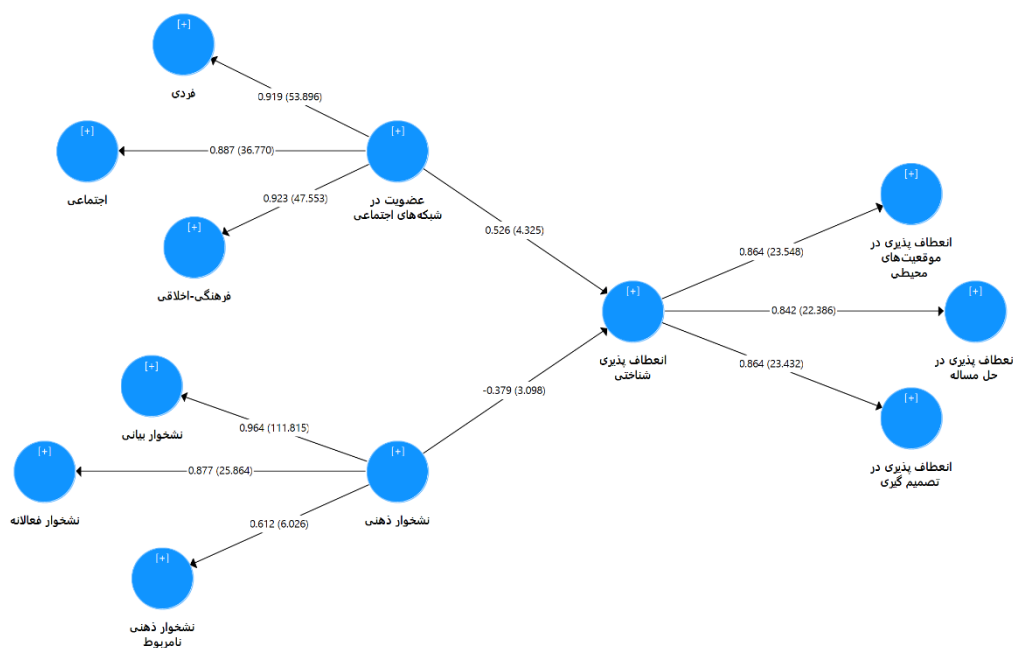 [+]
فردی
0.919 (53.896)
[+]
اجتماعی
0.887 (36.770)
[+]
عضویت در
شبکه‌های اجتماعی
0.923 (47.553)
[+]
فرهنگی-اخلاقی
0.526 (4.325)
[+]
انعطاف پذیری در
موقعیت‌های
محیطی
0.864 (23.548)
[+]
انعطاف پذیری
شناختی
0.842 (22.386)
[+]
نعطاف پذیری در
حل مساله
0.864 (23.432)
[+]
انعطاف پذیری در
تصمیم گیری
-0.379 (3.098)
[+]
نشخوار بیانی
0.964 (111.815)
[+]
نشخوار فعالانه
0.877 (25.864)
[+]
نشخوار ذهنی
0.612 (6.026)
[+]
نشخوار ذهنی
نامربوط